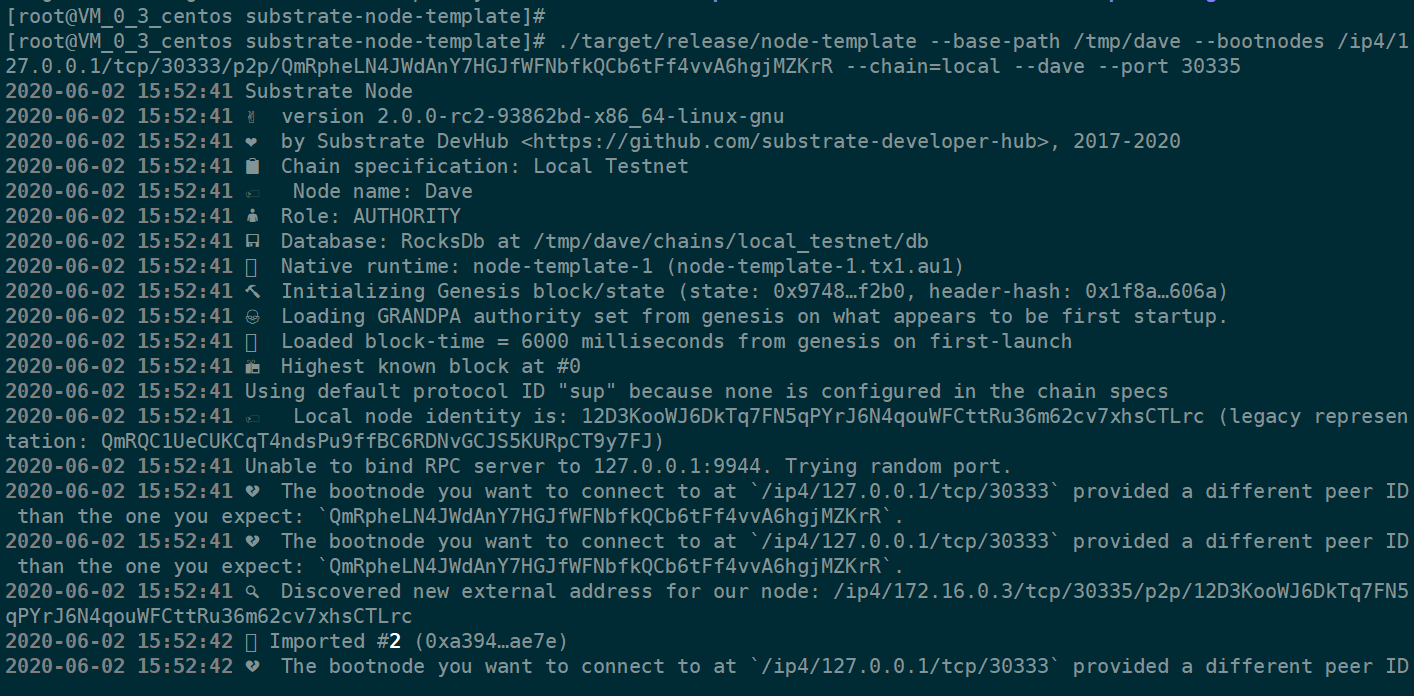 [root@VM_0_3_centos substrate-node-template]#
[root@VM_0_3_centos substrate-node-template]# ./target/release/node-template --base-path /tmp/dave --bootnodes /ip4/1
27.0.0.1/tcp/30333/p2p/QmRpheLN4JWdAnY7HGJfWFNbfkQCb6tFf4vvA6hgjMZKrR --chain=local --dave --port 30335
2020-06-02 15:52:41 Substrate Node
2020-06-02 15:52:41 ✌ version 2.0.0-rc2-93862bd-x86_64-linux-gnu
2020-06-02 15:52:41 ❤ by Substrate DevHub <https://github.com/substrate-developer-hub>, 2017-2020
2020-06-02 15:52:41 📋 Chain specification: Local Testnet
2020-06-02 15:52:41 🏷 Node name: Dave
2020-06-02 15:52:41 👤 Role: AUTHORITY
2020-06-02 15:52:41 💾 Database: RocksDb at /tmp/dave/chains/local_testnet/db
2020-06-02 15:52:41 Native runtime: node-template-1 (node-template-1.tx1.au1)
2020-06-02 15:52:41 🔨 Initializing Genesis block/state (state: 0x9748…f2b0, header-hash: 0x1f8a…606a)
2020-06-02 15:52:41 👴 Loading GRANDPA authority set from genesis on what appears to be first startup.
2020-06-02 15:52:41 Loaded block-time = 6000 milliseconds from genesis on first-launch
2020-06-02 15:52:41 📦 Highest known block at #0
2020-06-02 15:52:41 Using default protocol ID "sup" because none is configured in the chain specs
2020-06-02 15:52:41 🏷 Local node identity is: 12D3KooWJ6DkTq7FN5qPYrJ6N4qouWFCttRu36m62cv7xhsCTLrc (legacy represen
tation: QmRQC1UeCUKCqT4ndsPu9ffBC6RDNvGCJS5KURpCT9y7FJ)
2020-06-02 15:52:41 Unable to bind RPC server to 127.0.0.1:9944. Trying random port.
2020-06-02 15:52:41 💔 The bootnode you want to connect to at `/ip4/127.0.0.1/tcp/30333` provided a different peer ID
than the one you expect: `QmRpheLN4JWdAnY7HGJfWFNbfkQCb6tFf4vvA6hgjMZKrR`.
2020-06-02 15:52:41 💔 The bootnode you want to connect to at `/ip4/127.0.0.1/tcp/30333` provided a different peer ID
than the one you expect: `QmRpheLN4JWdAnY7HGJfWFNbfkQCb6tFf4vvA6hgjMZKrR`.
2020-06-02 15:52:41 🔍 Discovered new external address for our node: /ip4/172.16.0.3/tcp/30335/p2p/12D3KooWJ6DkTq7FN5
qPYrJ6N4qouWFCttRu36m62cv7xhsCTLrc
2020-06-02 15:52:42 Imported #2 (0xa394…ae7e)
2020-06-02 15:52:42 💔 The bootnode you want to connect to at `/ip4/127.0.0.1/tcp/30333` provided a different peer ID